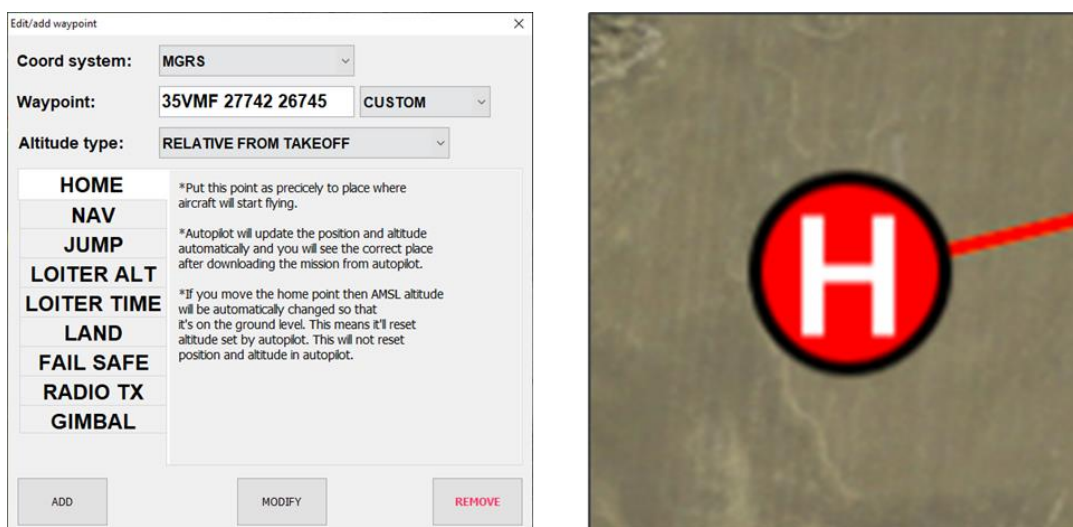 Edit/add waypoint
Coord system: MGRS
Waypoint: 35VMF 27742 26745 CUSTOM
Altitude type: RELATIVE FROM TAKEOFF
HOME
NAV
JUMP
LOITER ALT
LOITER TIME
LAND
FAIL SAFE
RADIO TX
GIMBAL
*Put this point as precicely to place where
aircraft will start flying.
*Autopilot will update the position and altitude
automatically and you will see the correct place
after downloading the mission from autopilot.
*If you move the home point then AMSL altitude
will be automatically changed so that
it's on the ground level. This means it'll reset
altitude set by autopilot. This will not reset
position and altitude in autopilot.
ADD MODIFY REMOVE
H